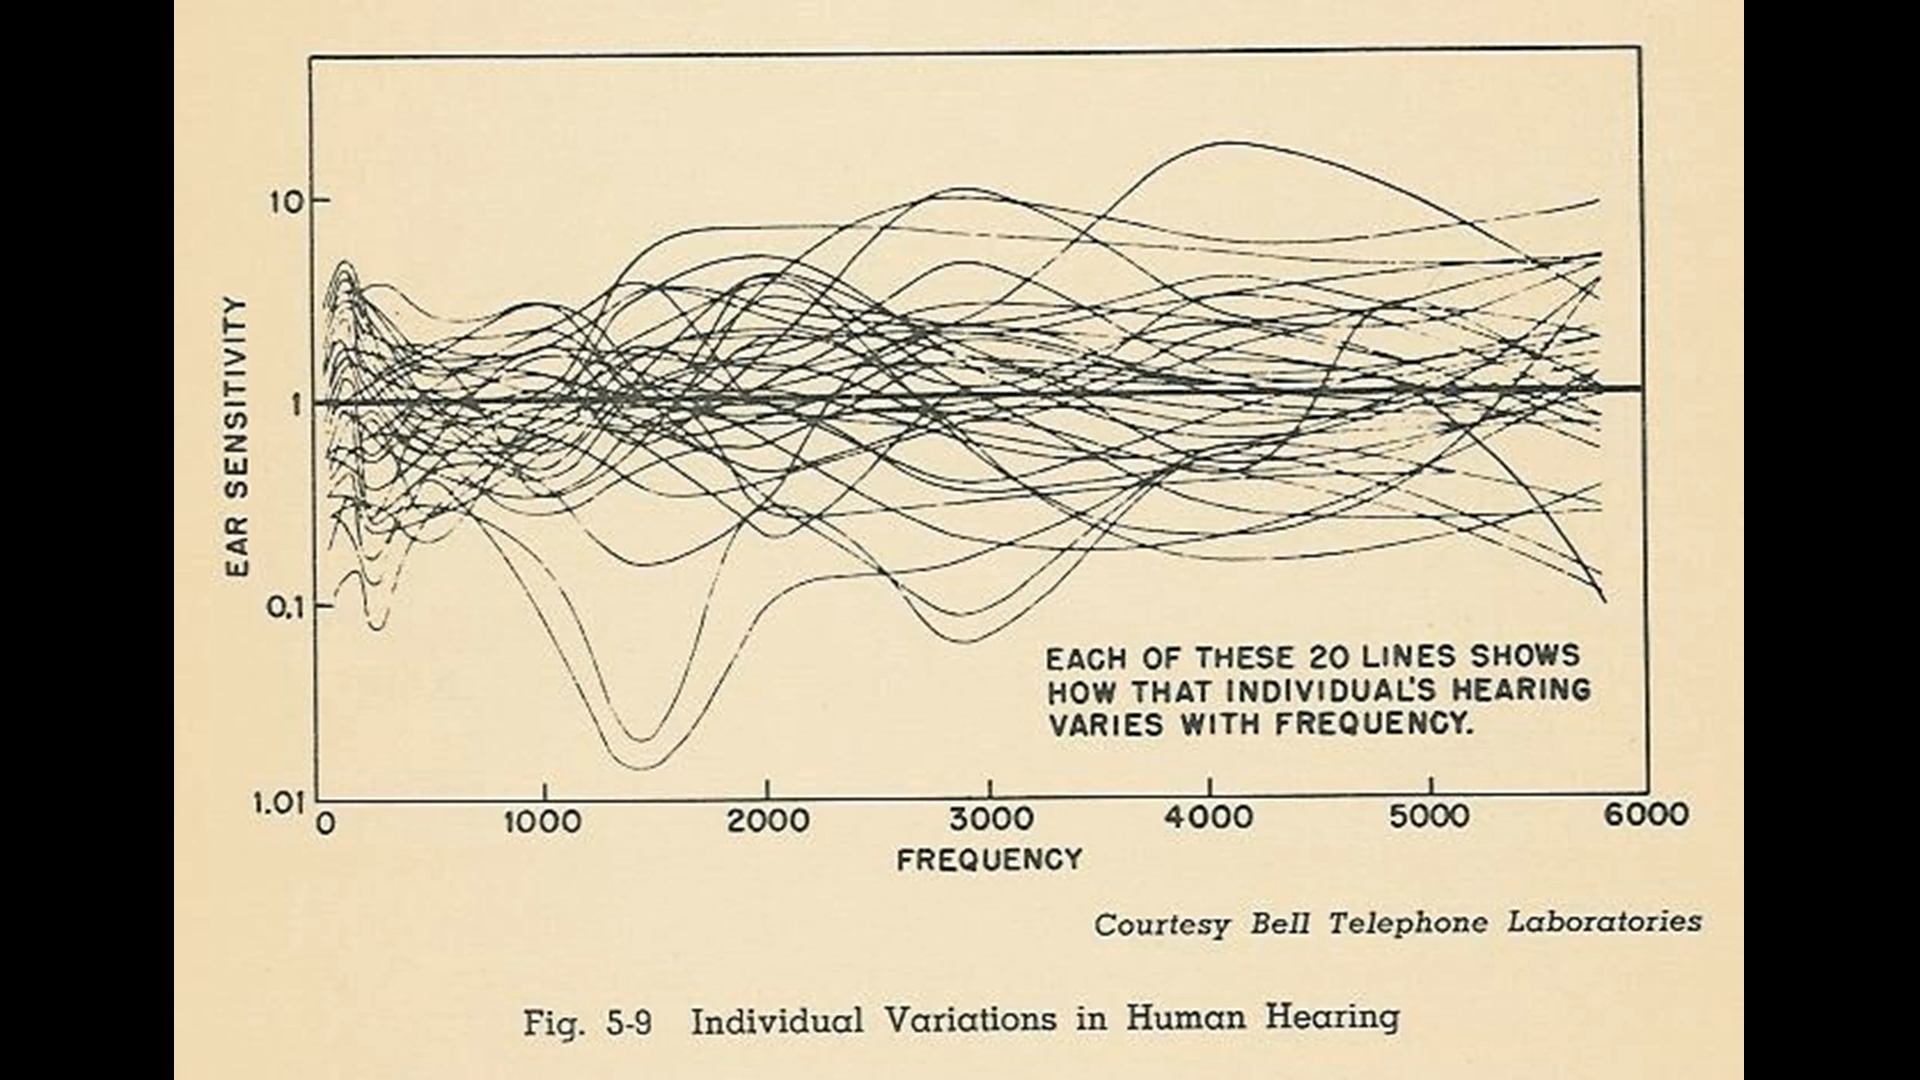 10
1
0.1
1.01
EAR SENSITIVITY
EACH OF THESE 20 LINES SHOWS
HOW THAT INDIVIDUAL'S HEARING
VARIES WITH FREQUENCY.
0 1000 2000 3000 4000 5000 6000
FREQUENCY
Courtesy Bell Telephone Laboratories
Fig. 5-9 Individual Variations in Human Hearing